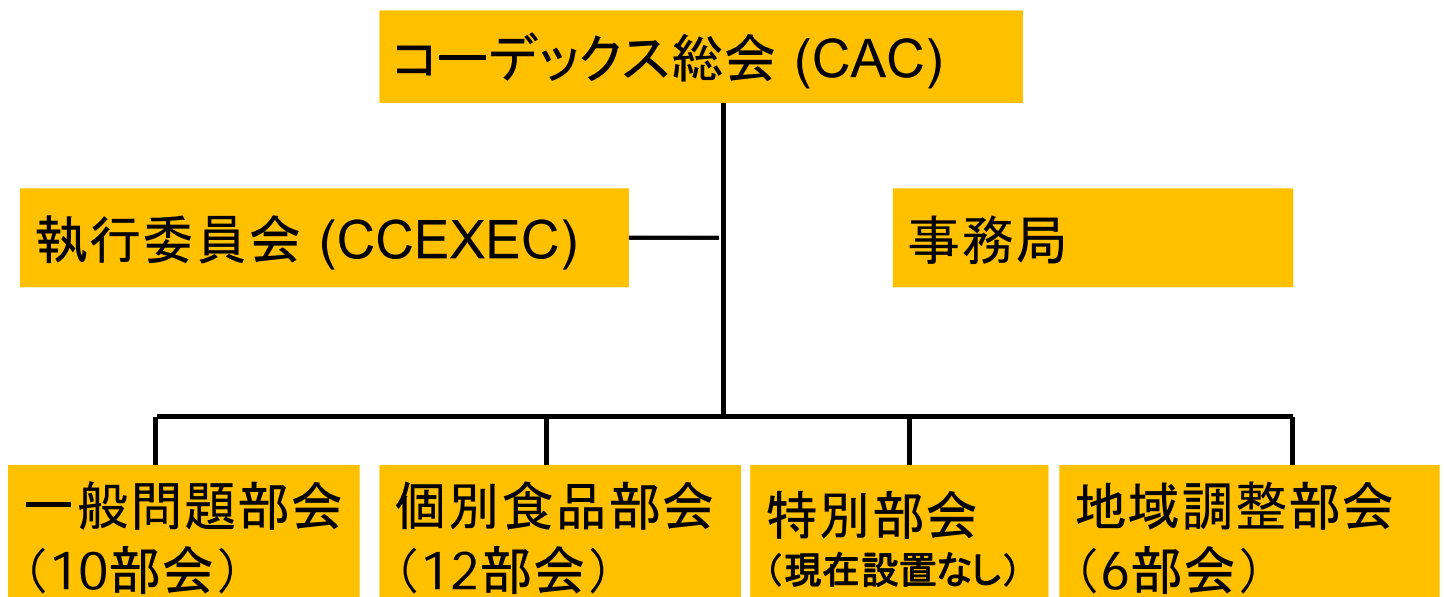 コーデックス総会 (CAC)
執行委員会 (CCEXEC)
事務局
一般問題部会
（10部会）
個別食品部会
（12部会）
特別部会
（現在設置なし）
地域調整部会
（6部会）